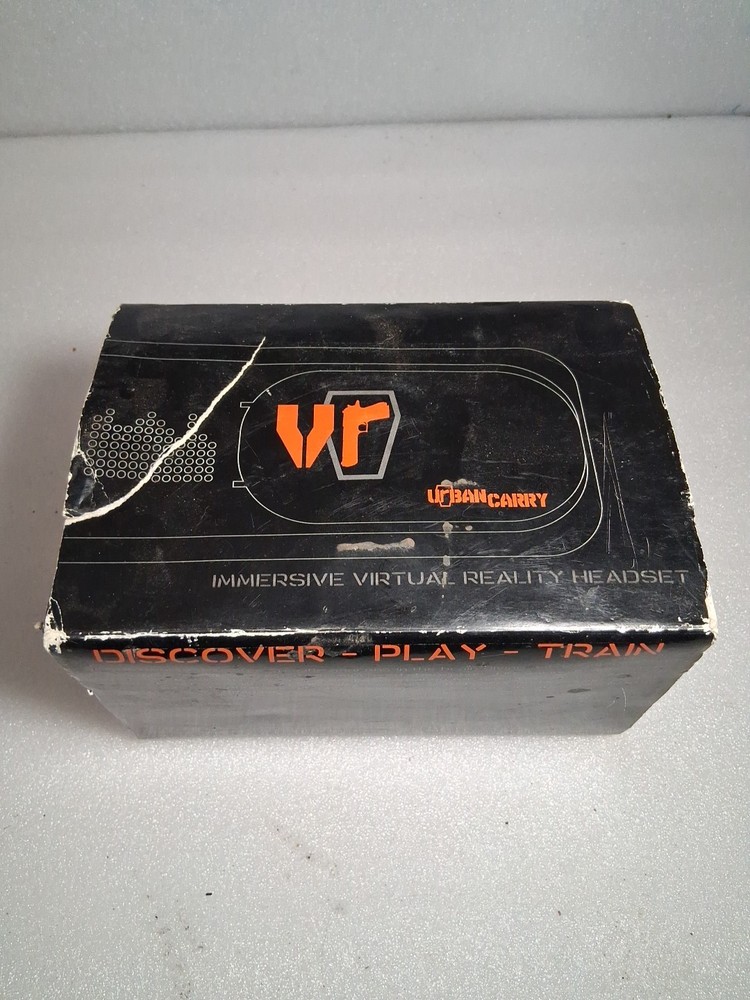 vr
URBAN CARRY
IMMERSIVE VIRTUAL REALITY HEADSET
DISCOVER - PLAY - TRAIN